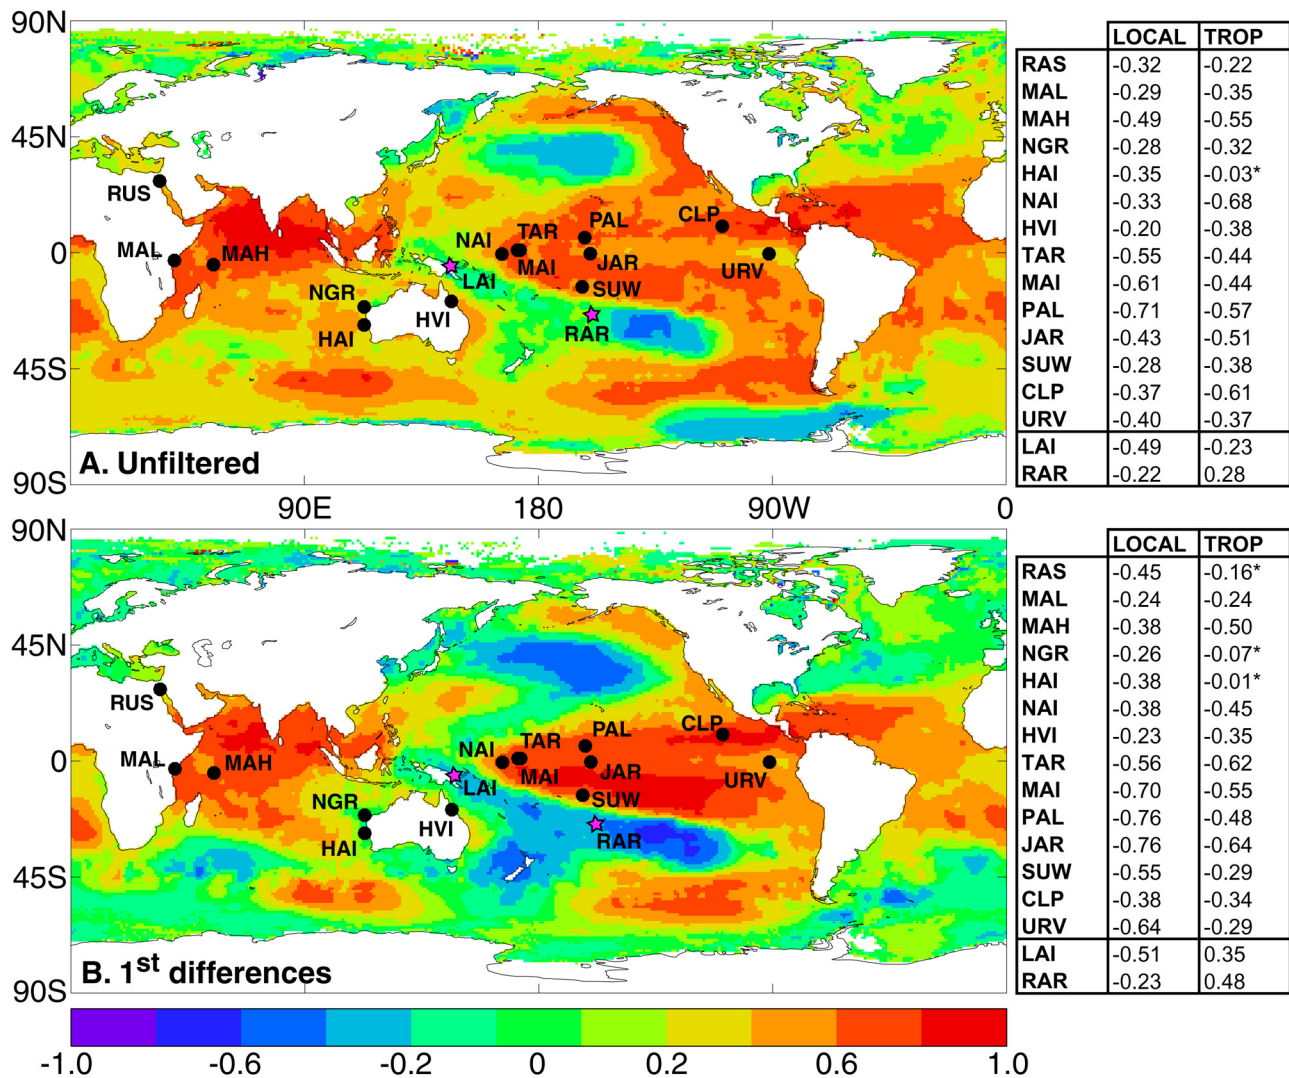 90N
45N
0
45S
90S
RUS
MAL
MAH
NGR
HAI
NAI
TAR
MAI
LAI
HVI
PAL
JAR
SUW
RAR
CLP
URV
A. Unfiltered
90E 180 90W 0
LOCAL TROP
RAS -0.32 -0.22
MAL -0.29 -0.35
MAH -0.49 -0.55
NGR -0.28 -0.32
HAI -0.35 -0.03*
NAI -0.33 -0.68
HVI -0.20 -0.38
TAR -0.55 -0.44
MAI -0.61 -0.44
PAL -0.71 -0.57
JAR -0.43 -0.51
SUW -0.28 -0.38
CLP -0.37 -0.61
URV -0.40 -0.37
LAI -0.49 -0.23
RAR -0.22 0.28
90N
45N
0
45S
90S
RUS
MAL
MAH
NGR
HAI
NAI
TAR
MAI
LAI
HVI
PAL
JAR
SUW
RAR
CLP
URV
B. 1st differences
LOCAL TROP
RAS -0.45 -0.16*
MAL -0.24 -0.24
MAH -0.38 -0.50
NGR -0.26 -0.07*
HAI -0.38 -0.01*
NAI -0.38 -0.45
HVI -0.23 -0.35
TAR -0.56 -0.62
MAI -0.70 -0.55
PAL -0.76 -0.48
JAR -0.76 -0.64
SUW -0.55 -0.29
CLP -0.38 -0.34
URV -0.64 -0.29
LAI -0.51 0.35
RAR -0.23 0.48
-1.0 -0.6 -0.2 0 0.2 0.6 1.0